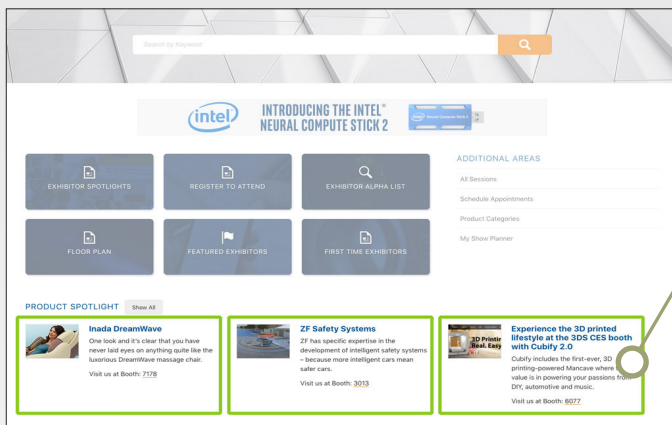 Search by Keyword
intel
INTRODUCING THE INTEL®
NEURAL COMPUTE STICK 2
EXHIBITOR SPOTLIGHTS
REGISTER TO ATTEND
EXHIBITOR ALPHA LIST
FLOOR PLAN
FEATURED EXHIBITORS
FIRST TIME EXHIBITORS
ADDITIONAL AREAS
All Sessions
Schedule Appointments
Product Categories
My Show Planner
PRODUCT SPOTLIGHT Show All
Inada DreamWave
One look and it's clear that you have
never laid eyes on anything quite like the
luxorious DreamWave massage chair.
Visit us at Booth: 7178
ZF Safety Systems
ZF has specific expertise in the
development of intelligent safety systems
– because more intelligent cars mean
safer cars.
Visit us at Booth: 3013
3D Printin
Real. Easy
Experience the 3D printed
lifestyle at the 3DS CES booth
with Cubify 2.0
Cubify includes the first-ever, 3D
printing-powered Mancave where
value is in powering your passions from
DIY, automotive and music.
Visit us at Booth: 6077